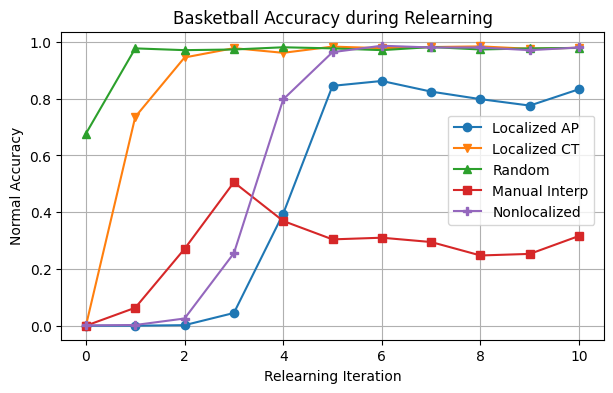 Basketball Accuracy during Relearning
Normal Accuracy
1.0
0.8
0.6
0.4
0.2
0.0
Localized AP
Localized CT
Random
Manual Interp
Nonlocalized
0 2 4 6 8 10
Relearning Iteration